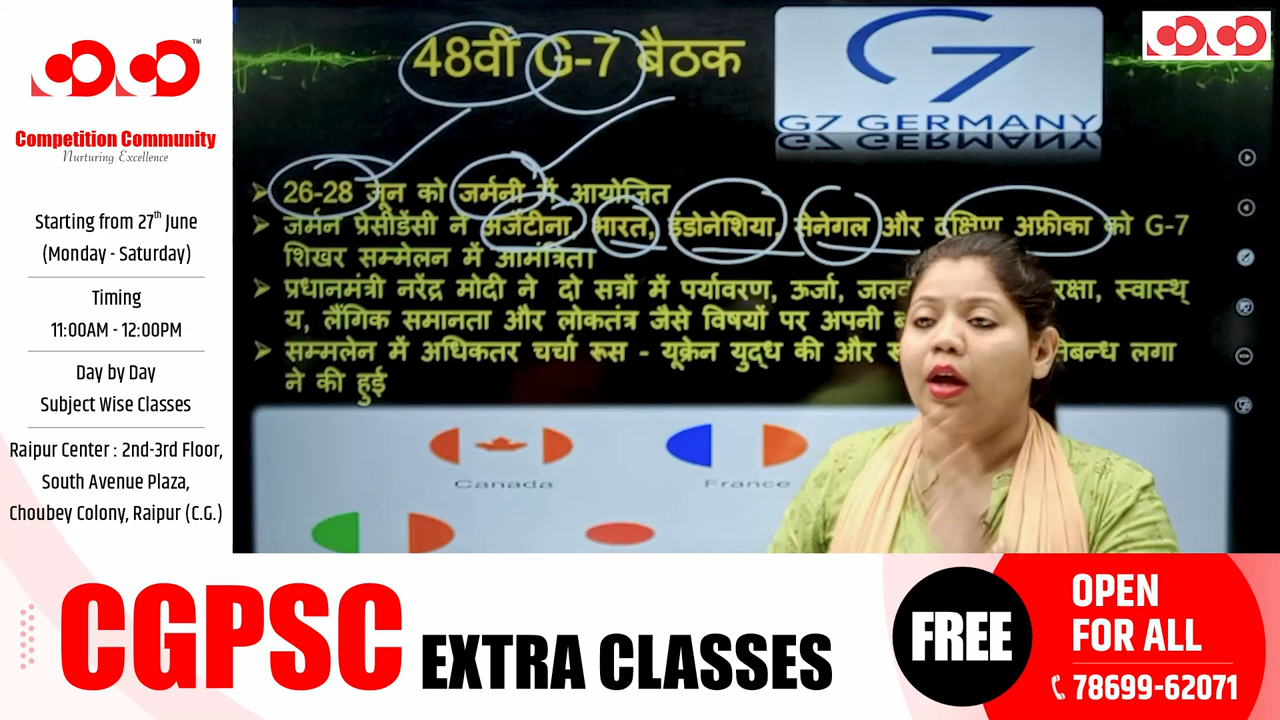 TM
Competition Community
Nurturing Excellence
Starting from 27th June
(Monday - Saturday)
Timing
11:00AM - 12:00PM
Day by Day
Subject Wise Classes
Raipur Center : 2nd-3rd Floor,
South Avenue Plaza,
Choubey Colony, Raipur (C.G.)
48वी G-7 बैठक
G7 GERMANY
26-28 जून को जर्मनी में आयोजित
जर्मन प्रेसीडेंसी ने अर्जेंटीना, भारत, इंडोनेशिया, सेनेगल और दक्षिण अफ्रीका को G-7
शिखर सम्मेलन में आमंत्रित।
प्रधानमंत्री नरेंद्र मोदी ने दो सत्रों में पर्यावरण, ऊर्जा, स्वास्थ्
य, लैंगिक समानता और लोकतंत्र जैसे विषयों पर अपनी
सम्मलेन में अधिकतर चर्चा रूस - यूक्रेन युद्ध की और लगा
ने की हुई
Canada
France
CGPSC EXTRA CLASSES
FREE
OPEN
FOR ALL
78699-62071